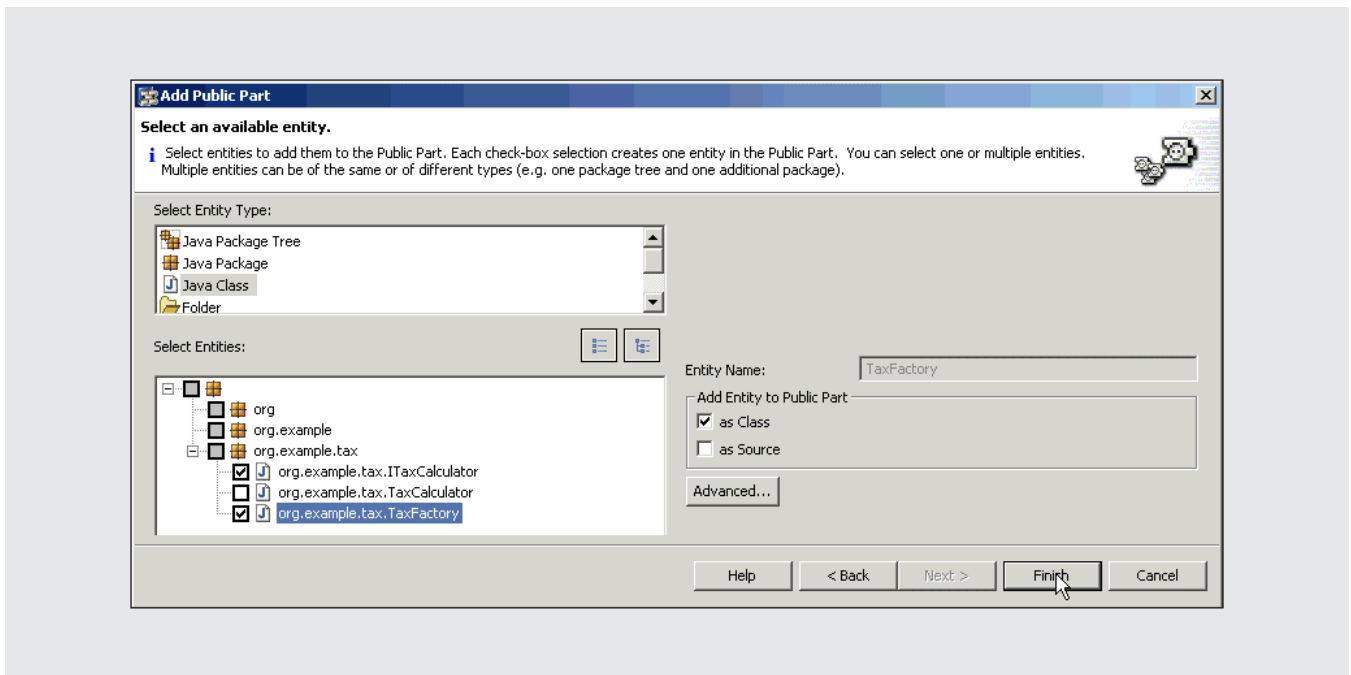 Add Public Part
Select an available entity.
i Select entities to add them to the Public Part. Each check-box selection creates one entity in the Public Part. You can select one or multiple entities.
Multiple entities can be of the same or of different types (e.g. one package tree and one additional package).
Select Entity Type:
Java Package Tree
Java Package
J Java Class
Folder
Select Entities:
org
org.example
org.example.tax
J org.example.tax.ITaxCalculator
J org.example.tax.TaxCalculator
J org.example.tax.TaxFactory
Entity Name: TaxFactory
Add Entity to Public Part
as Class
as Source
Advanced...
Help < Back Next > Finish Cancel